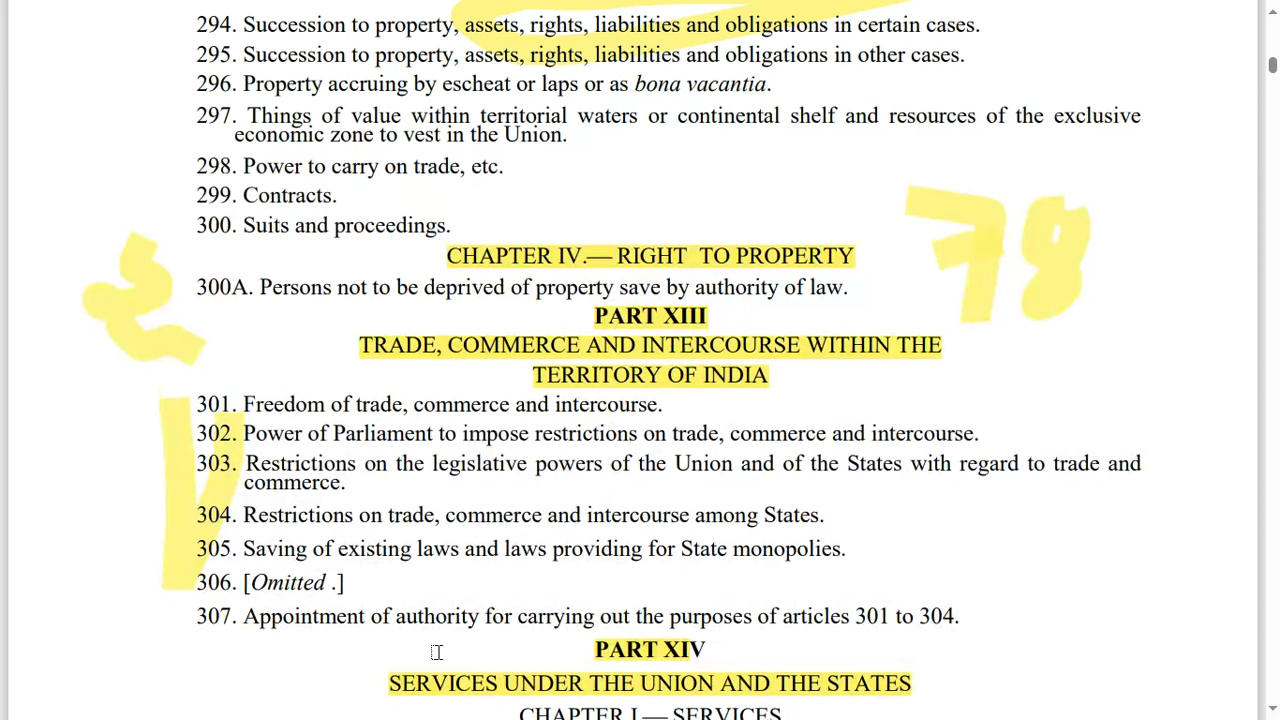 294. Succession to property, assets, rights, liabilities and obligations in certain cases.
295. Succession to property, assets, rights, liabilities and obligations in other cases.
296. Property accruing by escheat or laps or as bona vacantia.
297. Things of value within territorial waters or continental shelf and resources of the exclusive
economic zone to vest in the Union.
298. Power to carry on trade, etc.
299. Contracts.
300. Suits and proceedings.
78
CHAPTER IV.— RIGHT TO PROPERTY
300A. Persons not to be deprived of property save by authority of law.
PART XIII
TRADE, COMMERCE AND INTERCOURSE WITHIN THE
TERRITORY OF INDIA
301. Freedom of trade, commerce and intercourse.
302. Power of Parliament to impose restrictions on trade, commerce and intercourse.
303. Restrictions on the legislative powers of the Union and of the States with regard to trade and
commerce.
304. Restrictions on trade, commerce and intercourse among States.
305. Saving of existing laws and laws providing for State monopolies.
306. [Omitted .]
307. Appointment of authority for carrying out the purposes of articles 301 to 304.
PART XIV
SERVICES UNDER THE UNION AND THE STATES
CHAPTER I.— SERVICES